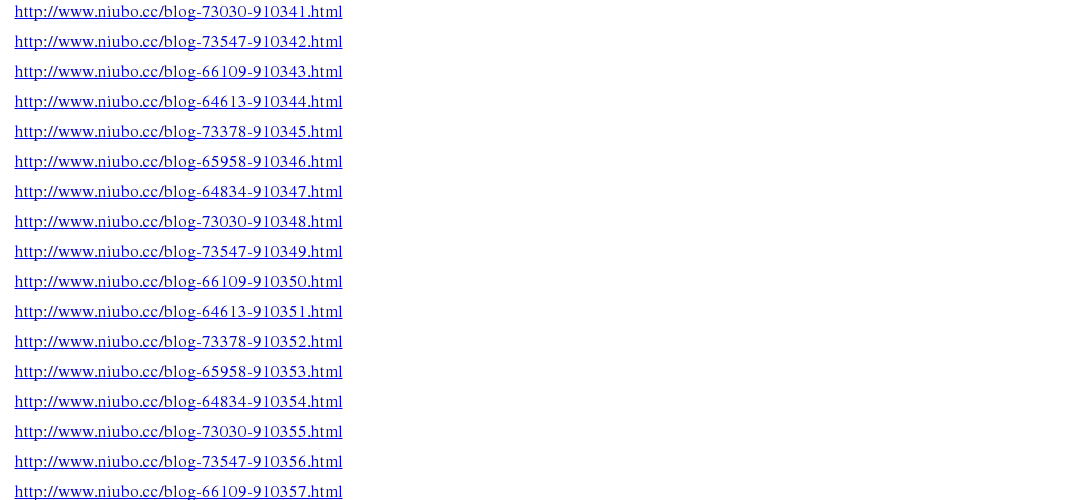 http://www.niubo.cc/blog-73030-910341.html
http://www.niubo.cc/blog-73547-910342.html
http://www.niubo.cc/blog-66109-910343.html
http://www.niubo.cc/blog-64613-910344.html
http://www.niubo.cc/blog-73378-910345.html
http://www.niubo.cc/blog-65958-910346.html
http://www.niubo.cc/blog-64834-910347.html
http://www.niubo.cc/blog-73030-910348.html
http://www.niubo.cc/blog-73547-910349.html
http://www.niubo.cc/blog-66109-910350.html
http://www.niubo.cc/blog-64613-910351.html
http://www.niubo.cc/blog-73378-910352.html
http://www.niubo.cc/blog-65958-910353.html
http://www.niubo.cc/blog-64834-910354.html
http://www.niubo.cc/blog-73030-910355.html
http://www.niubo.cc/blog-73547-910356.html
http://www.niubo.cc/blog-66109-910357.html